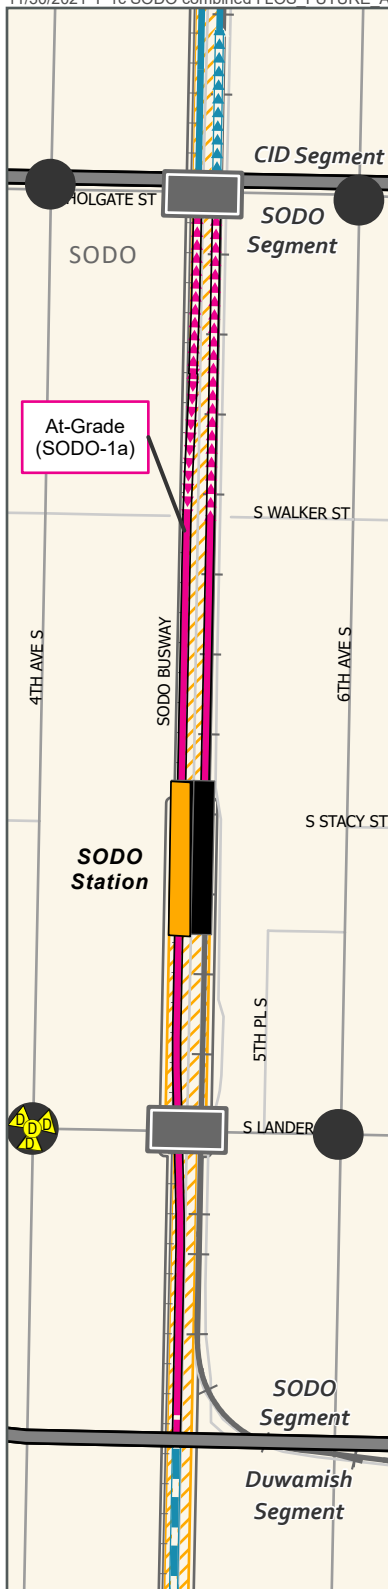 CID Segment
HOLGATE ST
SODO
Segment
SODO
At-Grade
(SODO-1a)
S WALKER ST
4TH AVE S
SODO BUSWAY
6TH AVE S
S STACY ST
SODO
Station
5TH PL S
D
D
D
D
S LANDER
SODO
Segment
Duwamish
Segment